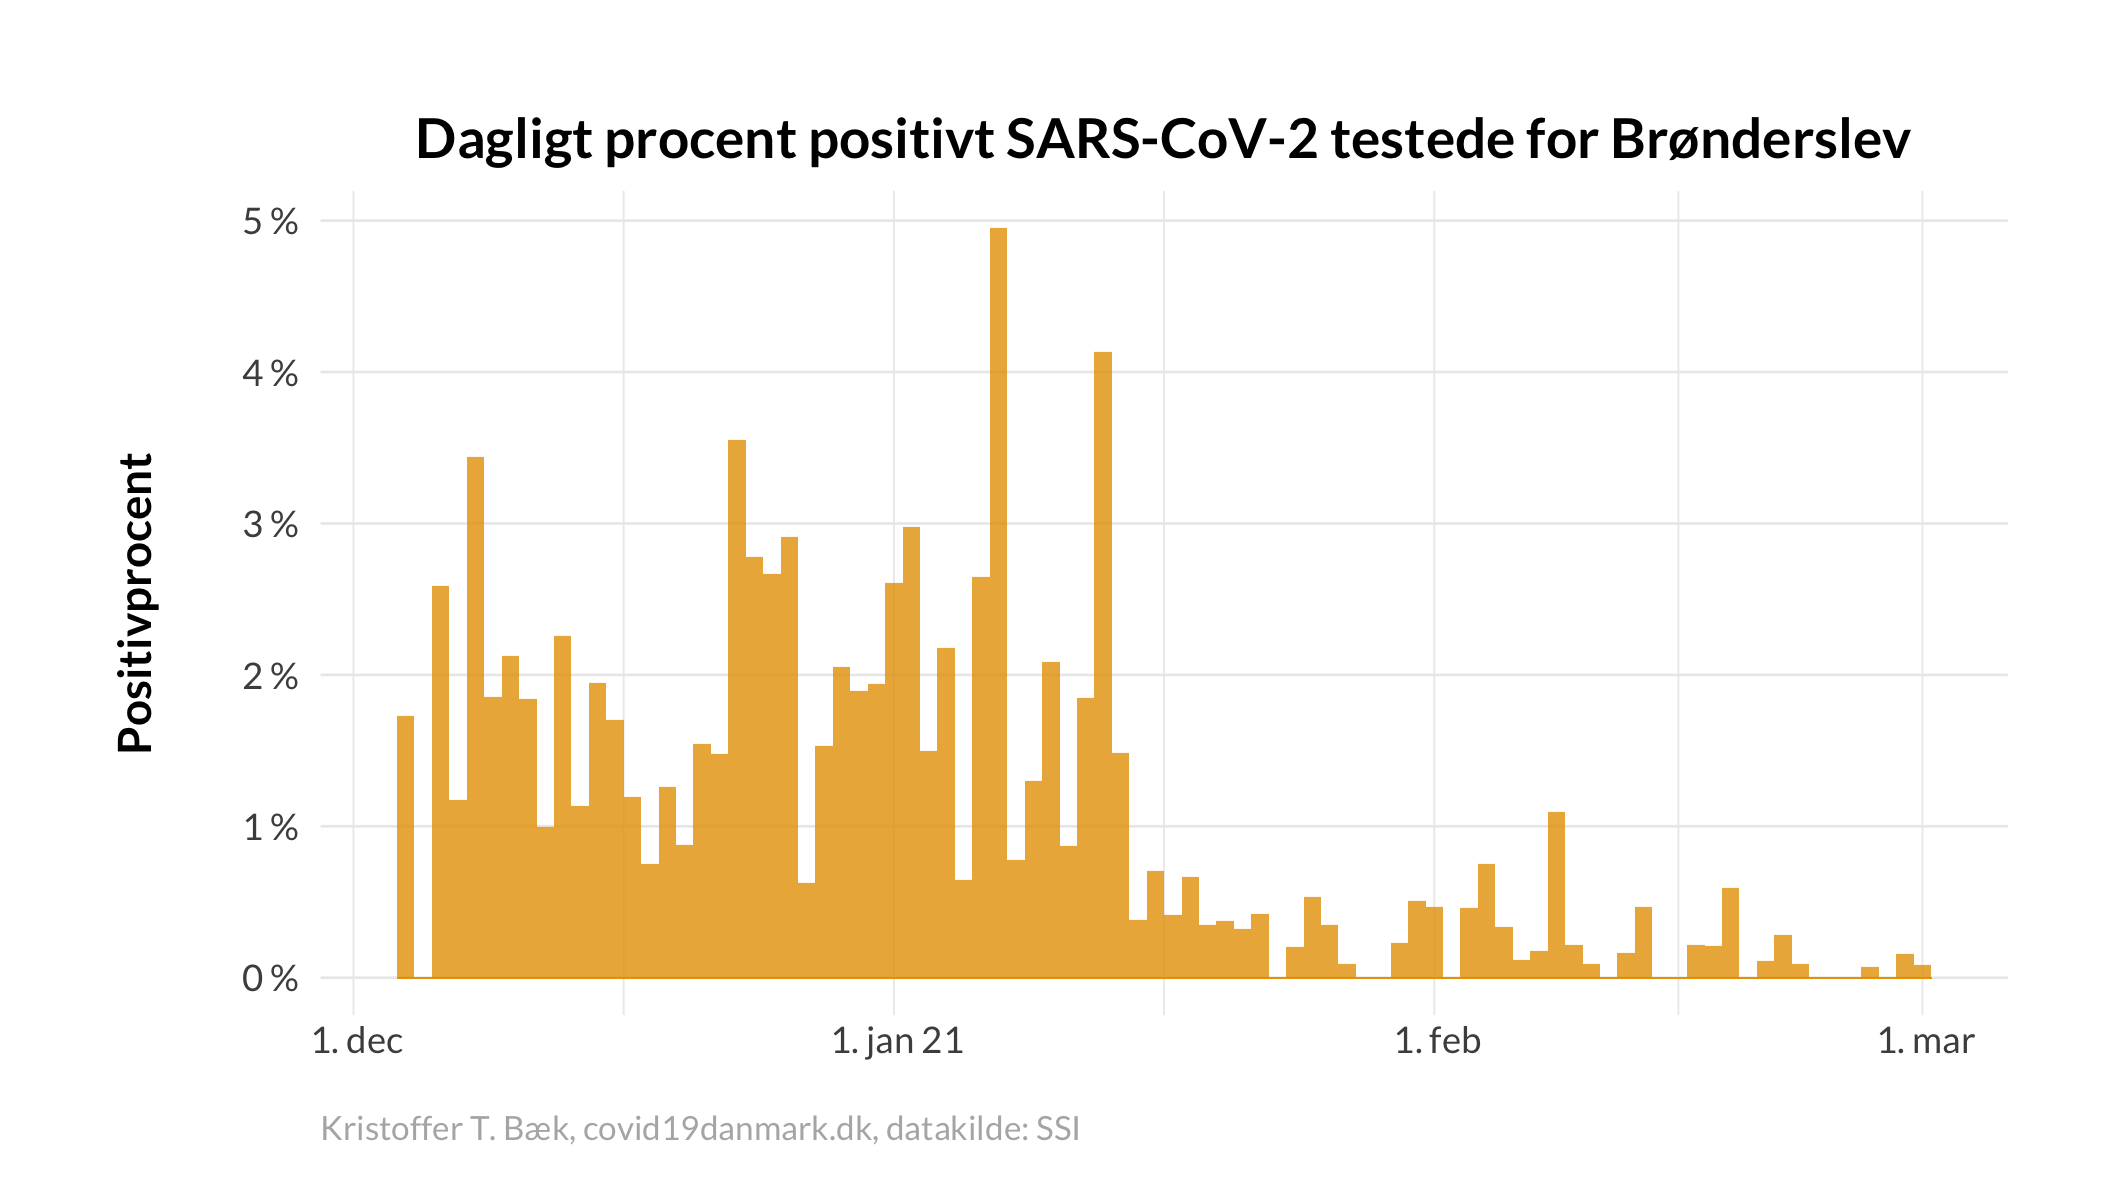 Dagligt procent positivt SARS-CoV-2 testede for Brønderslev
Positivprocent
5 %
4 %
3 %
2 %
1 %
0 %
1. dec
1. jan 21
1. feb
1. mar
Kristoffer T. Bæk, covid19danmark.dk, datakilde: SSI